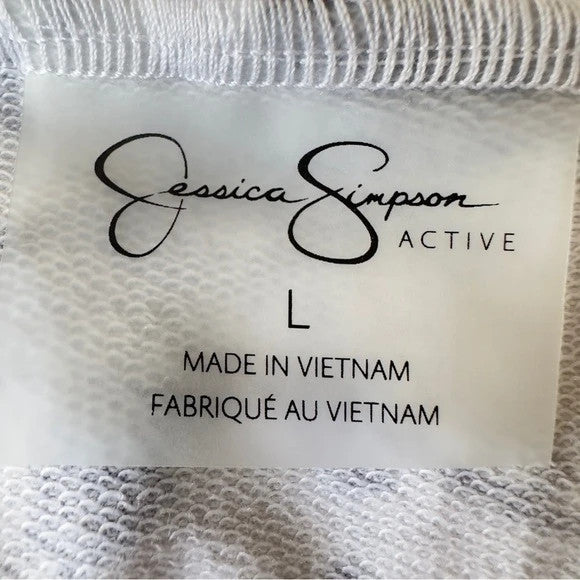 Jessica Simpson
ACTIVE
L
MADE IN VIETNAM
FABRIQUÉ AU VIETNAM